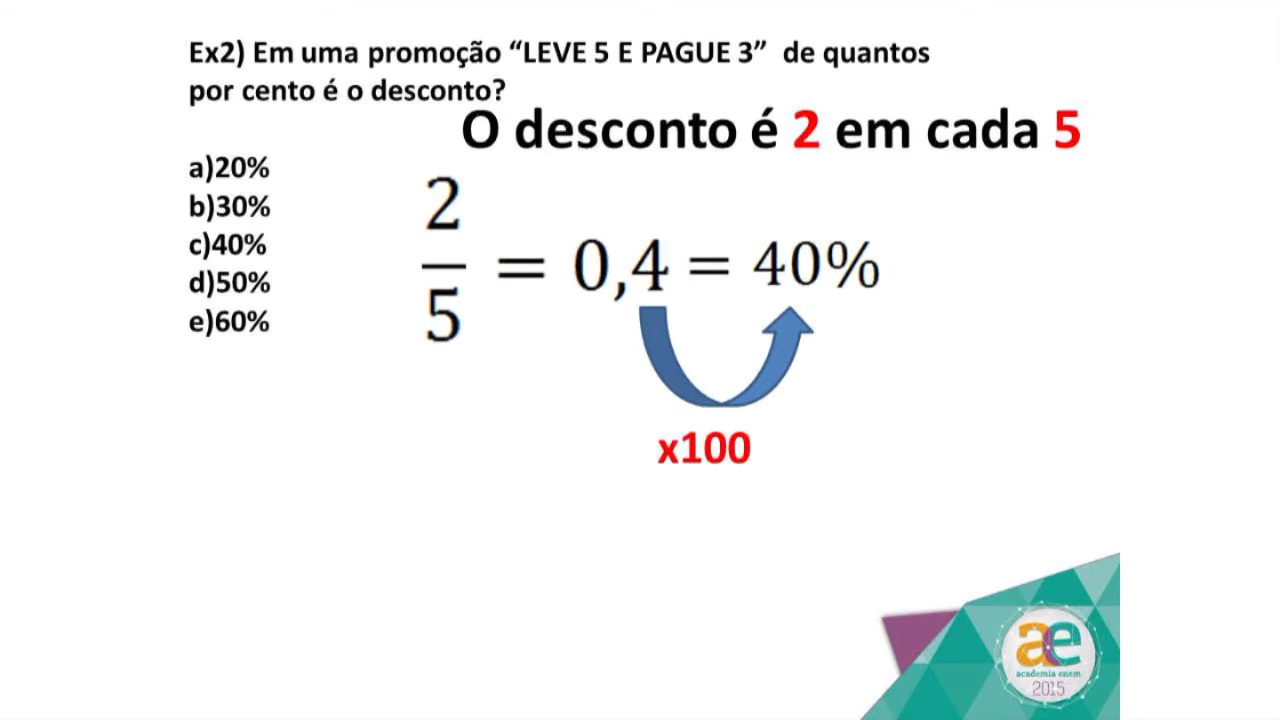 Ex2) Em uma promoção “LEVE 5 E PAGUE 3” de quantos
por cento é o desconto?
O desconto é 2 em cada 5
a)20%
b)30%
c)40%
d)50%
e)60%
2
5
= 0,4 = 40%
x100
ae
academia enem
2015